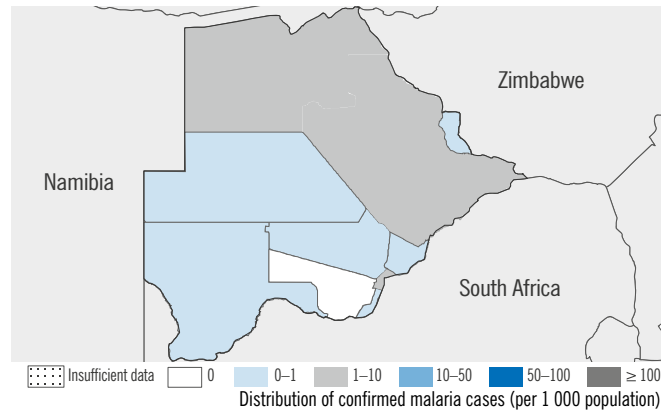 Zimbabwe
Namibia
South Africa
Insufficient data 0 0–1 1–10 10–50 50–100 ≥ 100
Distribution of confirmed malaria cases (per 1 000 population)